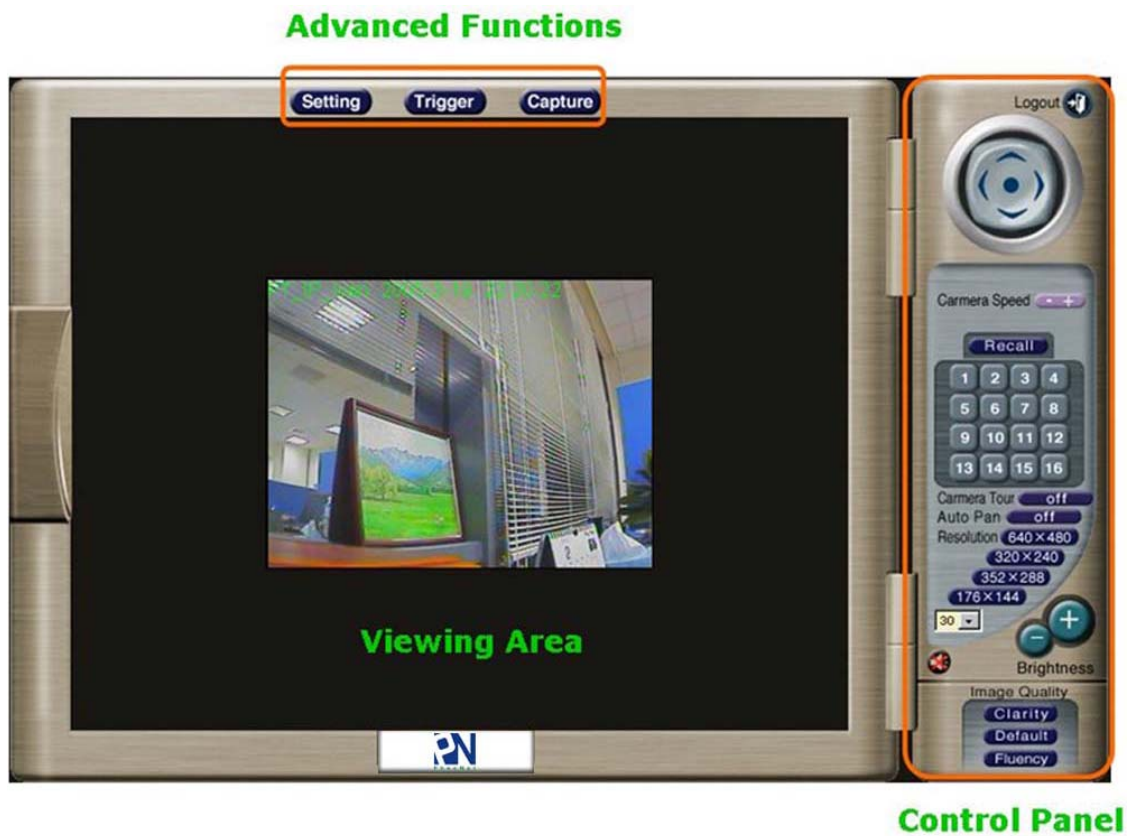 Advanced Functions
Setting Trigger Capture
Logout
Carmera Speed - +
Recall
1 2 3 4
5 6 7 8
9 10 11 12
13 14 15 16
Carmera Tour off
Auto Pan off
Resolution 640×480
320×240
352×288
176×144
30
+
-
Brightness
Image Quality
Clarity
Default
Fluency
Viewing Area
PN
Control Panel